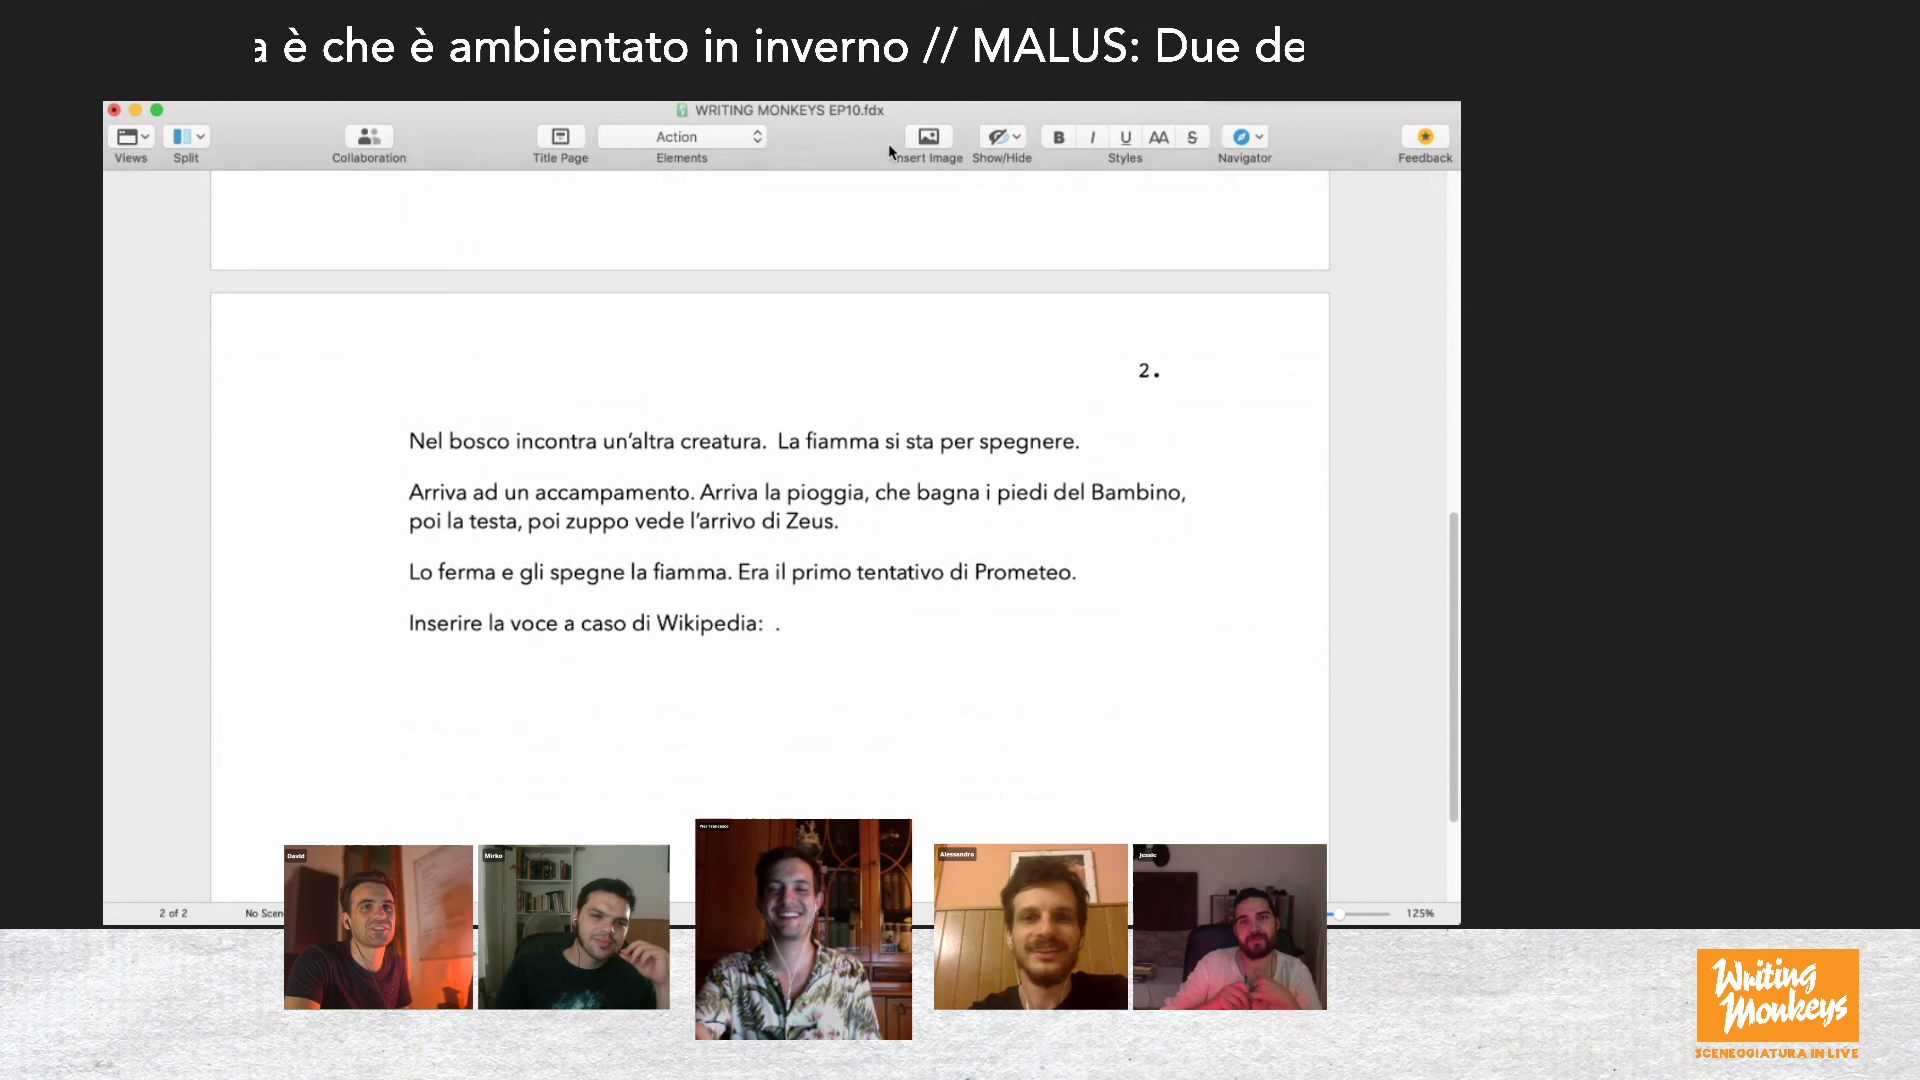 a è che è ambientato in inverno // MALUS: Due de
WRITING MONKEYS EP10.fdx
Views
Split
Collaboration
Title Page
Action
Elements
nsert Image
Show/Hide
B I U AA S
Styles
Navigator
Feedback
2.
Nel bosco incontra un'altra creatura.  La fiamma si sta per spegnere.
Arriva ad un accampamento. Arriva la pioggia, che bagna i piedi del Bambino,
poi la testa, poi zuppo vede l'arrivo di Zeus.
Lo ferma e gli spegne la fiamma. Era il primo tentativo di Prometeo.
Inserire la voce a caso di Wikipedia:  .
David
Mirko
Pier Francesco
Alessandro
Jessie
2 of 2
No Scen
125%
Writing
Monkeys
SCENEGGIATURA IN LIVE